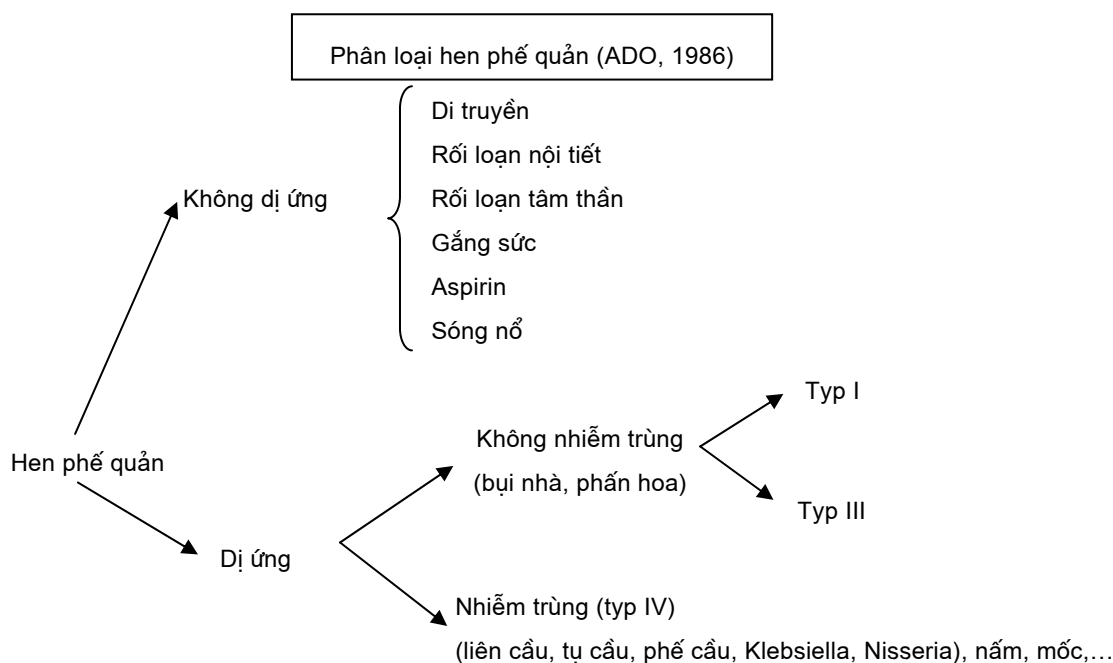 Phân loại hen phế quản (ADO, 1986)
Di truyền
Rối loạn nội tiết
Rối loạn tâm thần
Không dị ứng
Gắng sức
Aspirin
Sóng nổ
Typ I
Không nhiễm trùng
Hen phế quản
(bụi nhà, phấn hoa)
Typ III
Dị ứng
Nhiễm trùng (typ IV)
(liên cầu, tụ cầu, phế cầu, Klebsiella, Nisseria), nấm, mốc,…